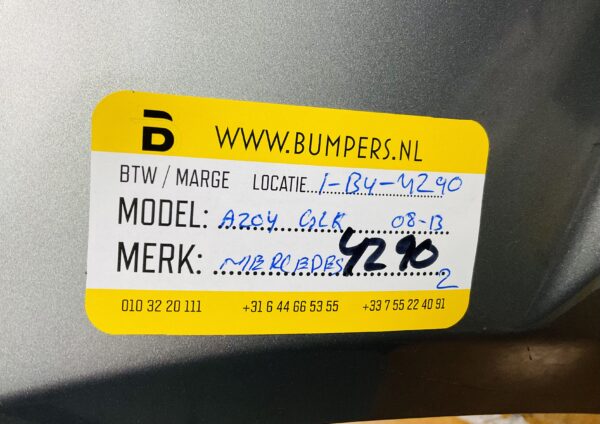 B WWW.BUMPERS.NL
BTW / MARGE LOCATIE 1-B4-4290
MODEL: A204 GLK 08-13
MERK: MERCEDES 4290 2
010 32 20 111 +31 6 44 66 53 55 +33 7 55 22 40 91